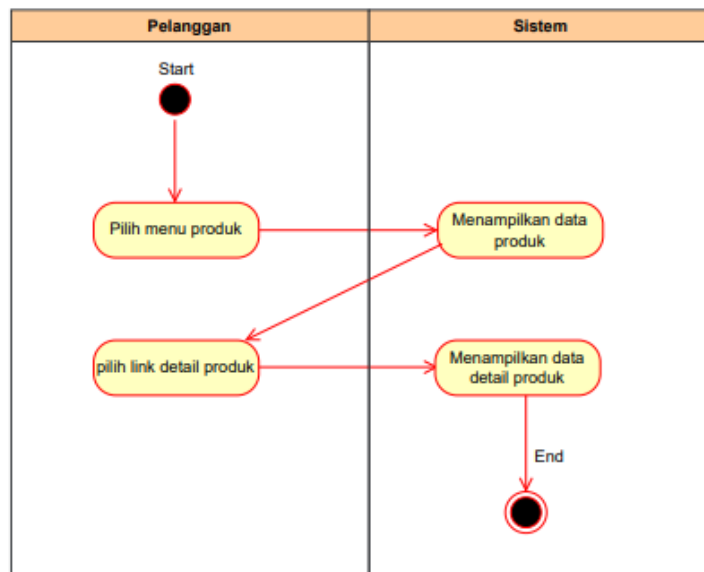 Pelanggan
Sistem
Start
Pilih menu produk
Menampilkan data
produk
pilih link detail produk
Menampilkan data
detail produk
End